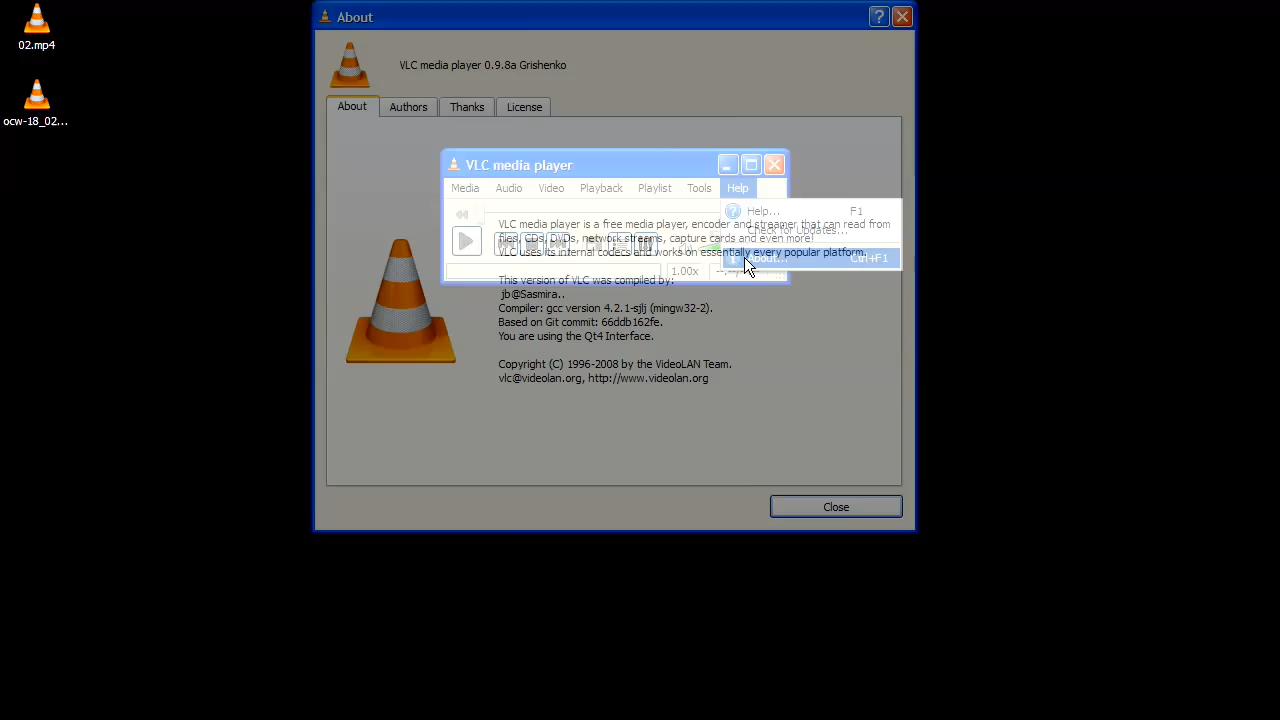 02.mp4
ocw-18_02...
About
VLC media player 0.9.8a Grishenko
About
Authors
Thanks
License
VLC media player
Media
Audio
Video
Playback
Playlist
Tools
Help
Help... F1
Check for Updates...
About... Ctrl+F1
1.00x
--:--/--:--
VLC media player is a free media player, encoder and streamer that can read from
files, CDs, DVDs, network streams, capture cards and even more!
VLC uses its internal codecs and works on essentially every popular platform.
This version of VLC was compiled by:
jb@Sasmira..
Compiler: gcc version 4.2.1-sjlj (mingw32-2).
Based on Git commit: 66ddb162fe.
You are using the Qt4 Interface.
Copyright (C) 1996-2008 by the VideoLAN Team.
vlc@videolan.org, http://www.videolan.org
Close